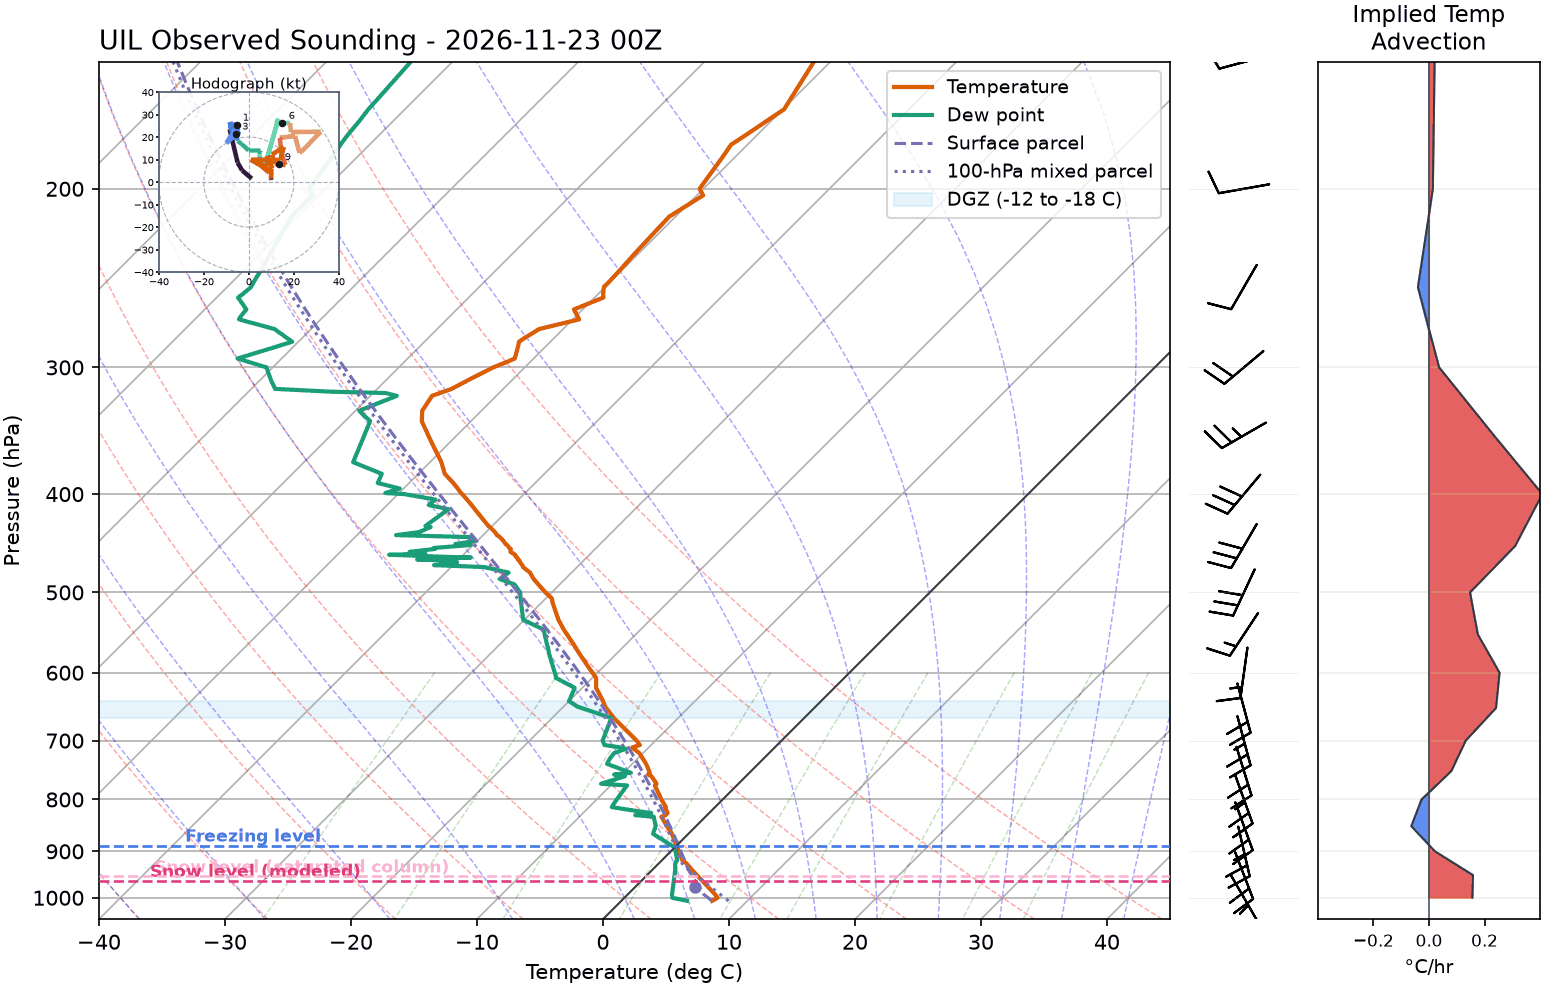 UIL Observed Sounding - 2026-11-23 00Z
Implied Temp
Advection
Hodograph (kt)
40
30
20
10
0
−10
−20
−30
−40
−40
−20
0
20
40
1
3
6
9
Temperature
Dew point
Surface parcel
100-hPa mixed parcel
DGZ (-12 to -18 C)
Pressure (hPa)
200
300
400
500
600
700
800
900
1000
Freezing level
Snow level (saturated column)
Snow level (modeled)
−40
−30
−20
−10
0
10
20
30
40
Temperature (deg C)
−0.2
0.0
0.2
°C/hr